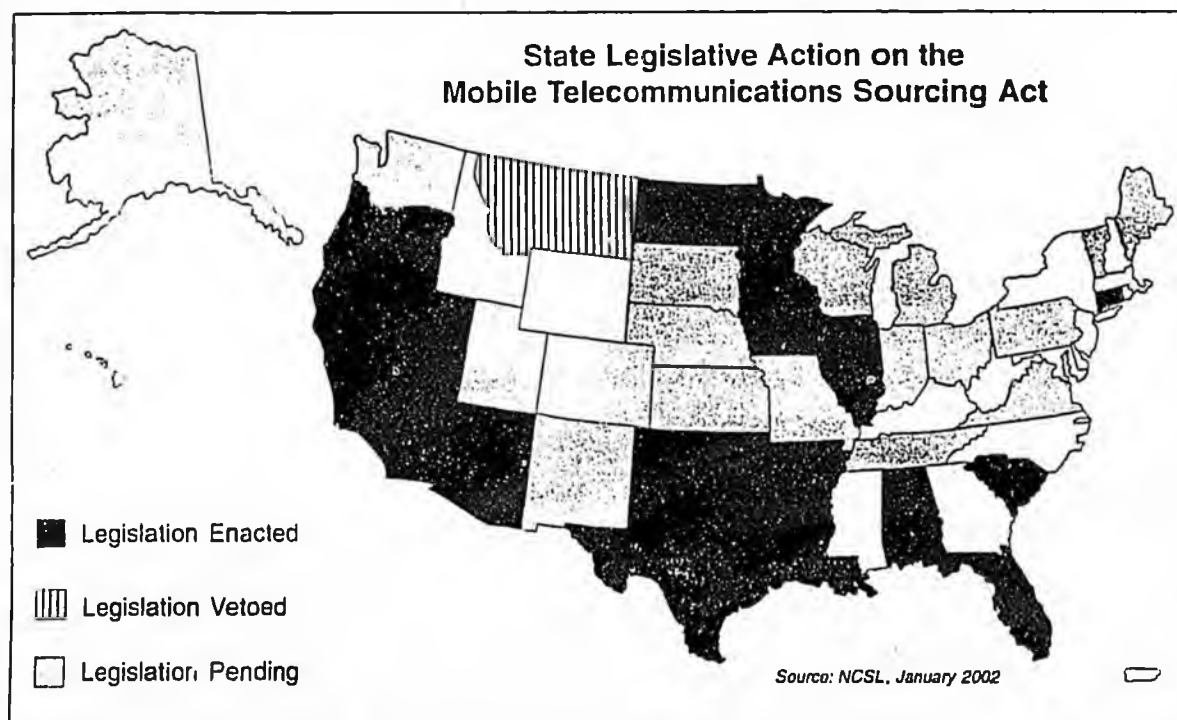 State Legislative Action on the
Mobile Telecommunications Sourcing Act
Legislation Enacted
Legislation Vetoed
Legislation Pending
Source: NCSL, January 2002